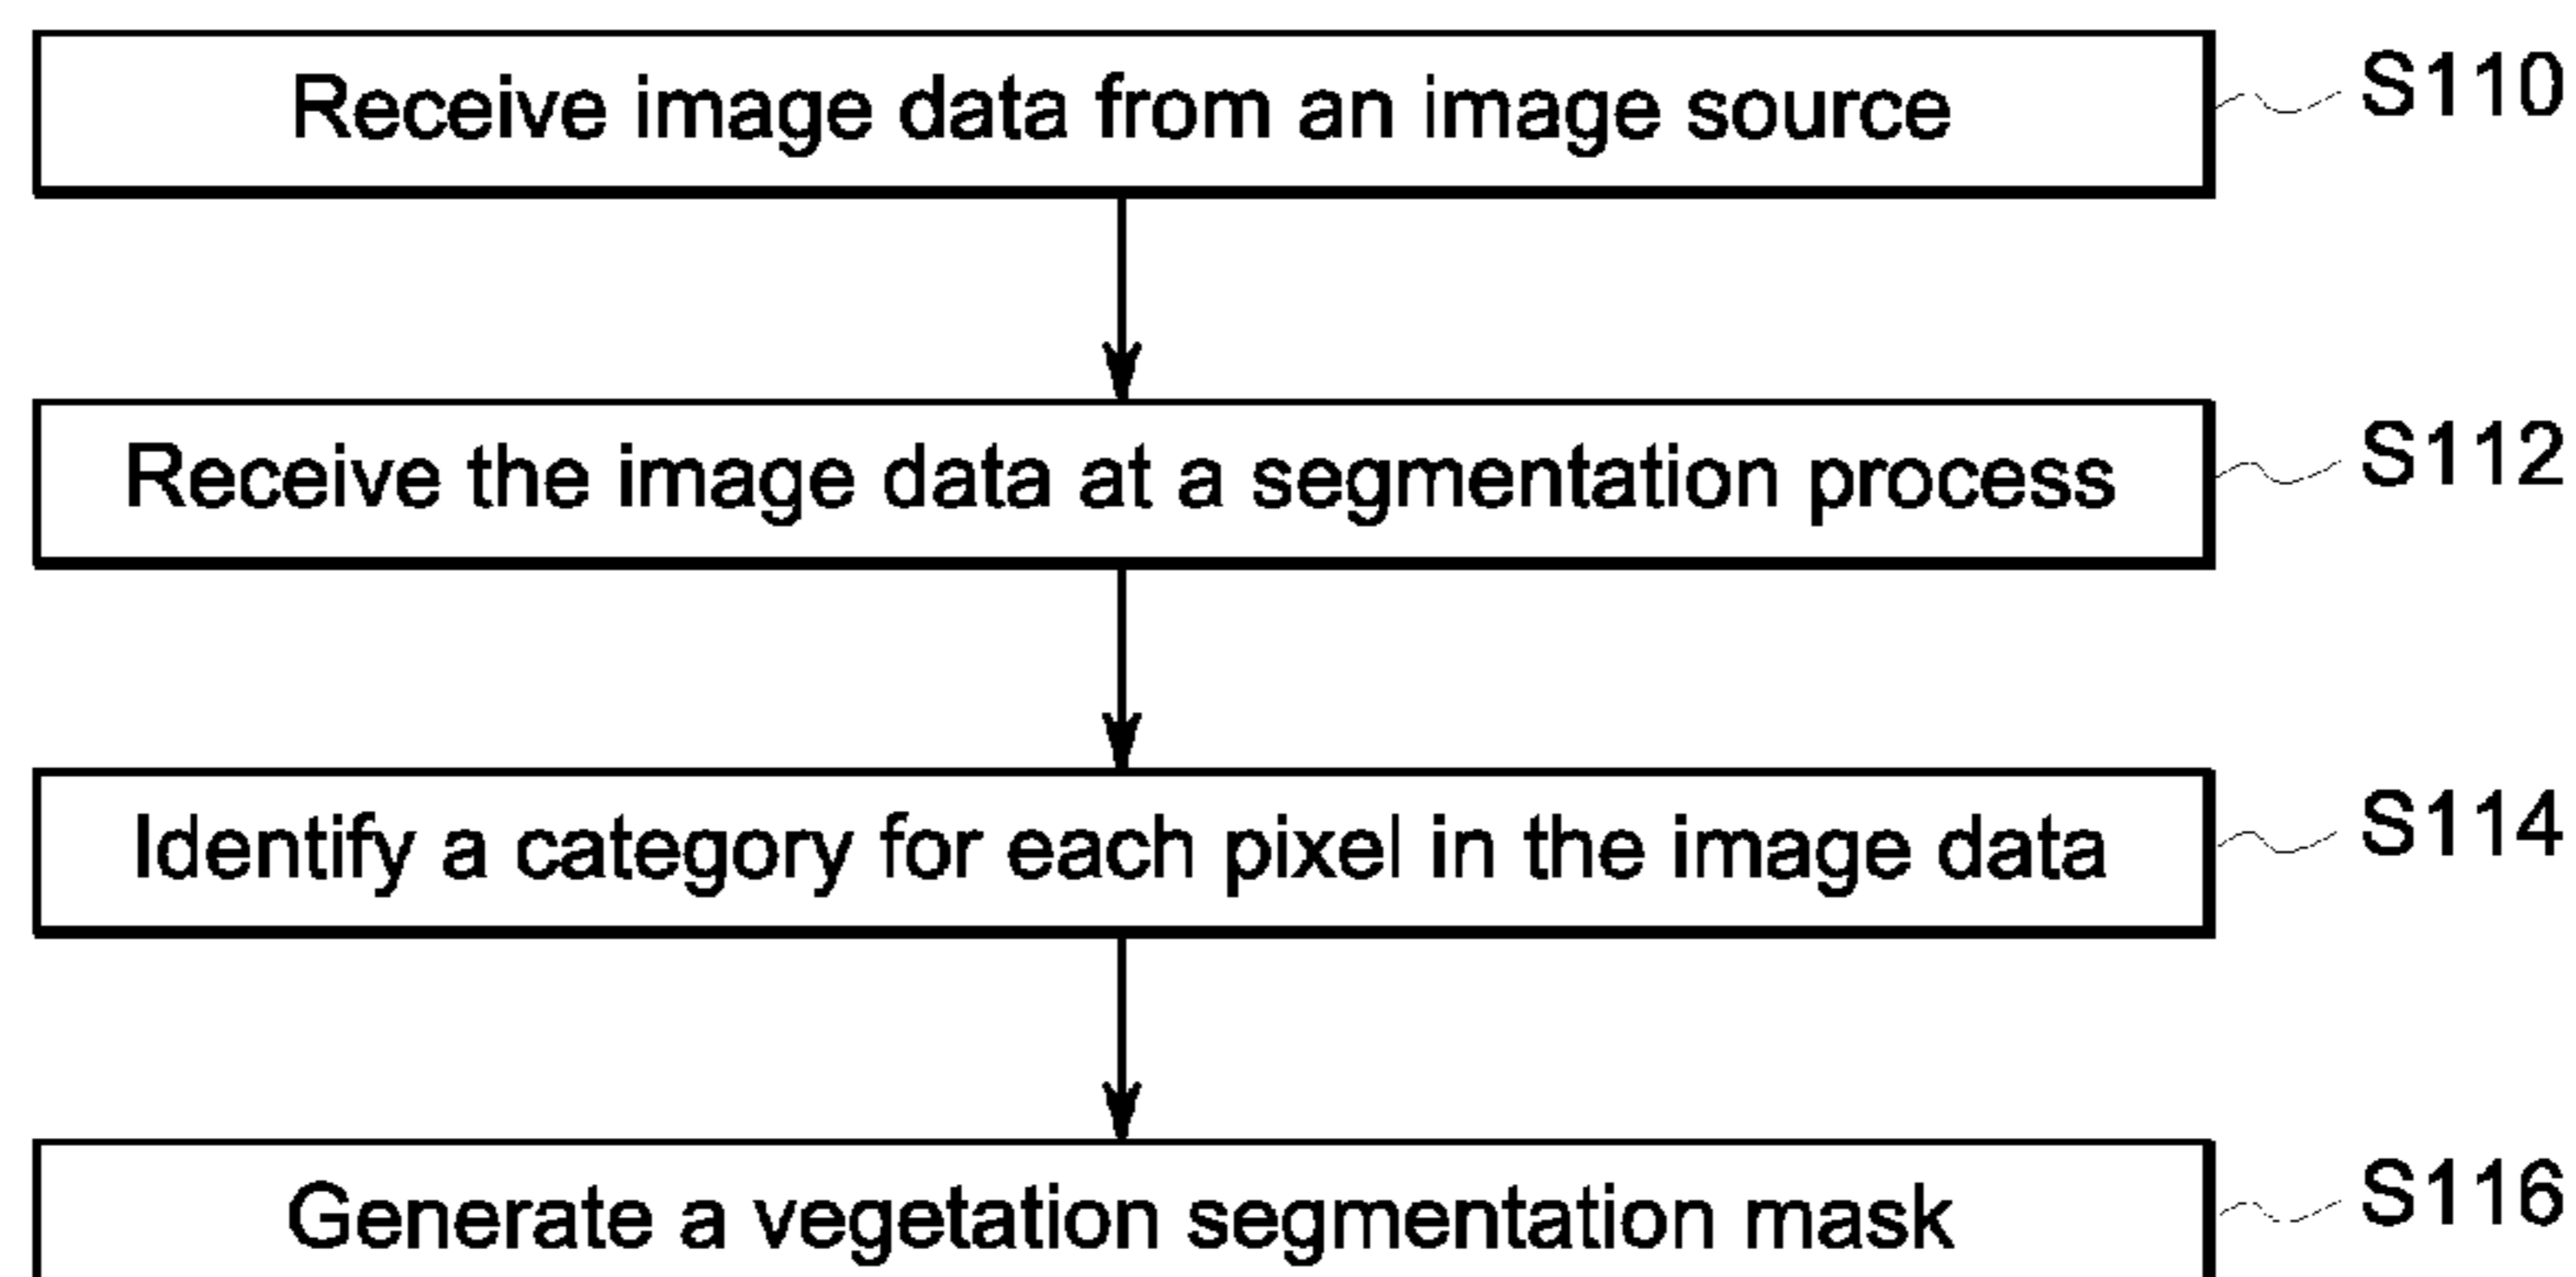 Receive image data from an image source S110
Receive the image data at a segmentation process S112
Identify a category for each pixel in the image data S114
Generate a vegetation segmentation mask S116